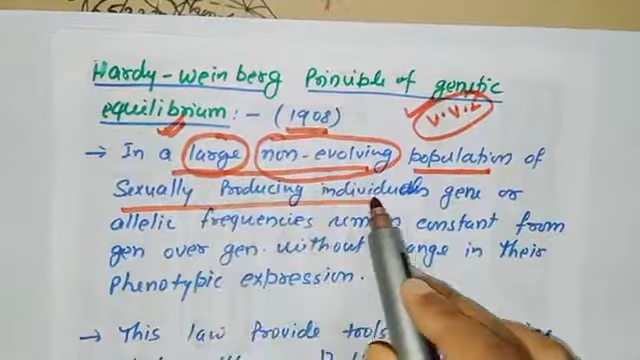 Hardy-Weinberg Principle of genetic
equilibrium:- (1908)
V.V.I
→ In a large non-evolving population of
Sexually Producing individuals gene or
allelic frequencies remain constant from
gen over gen. without change in their
Phenotypic expression.
→ This law Provide tools